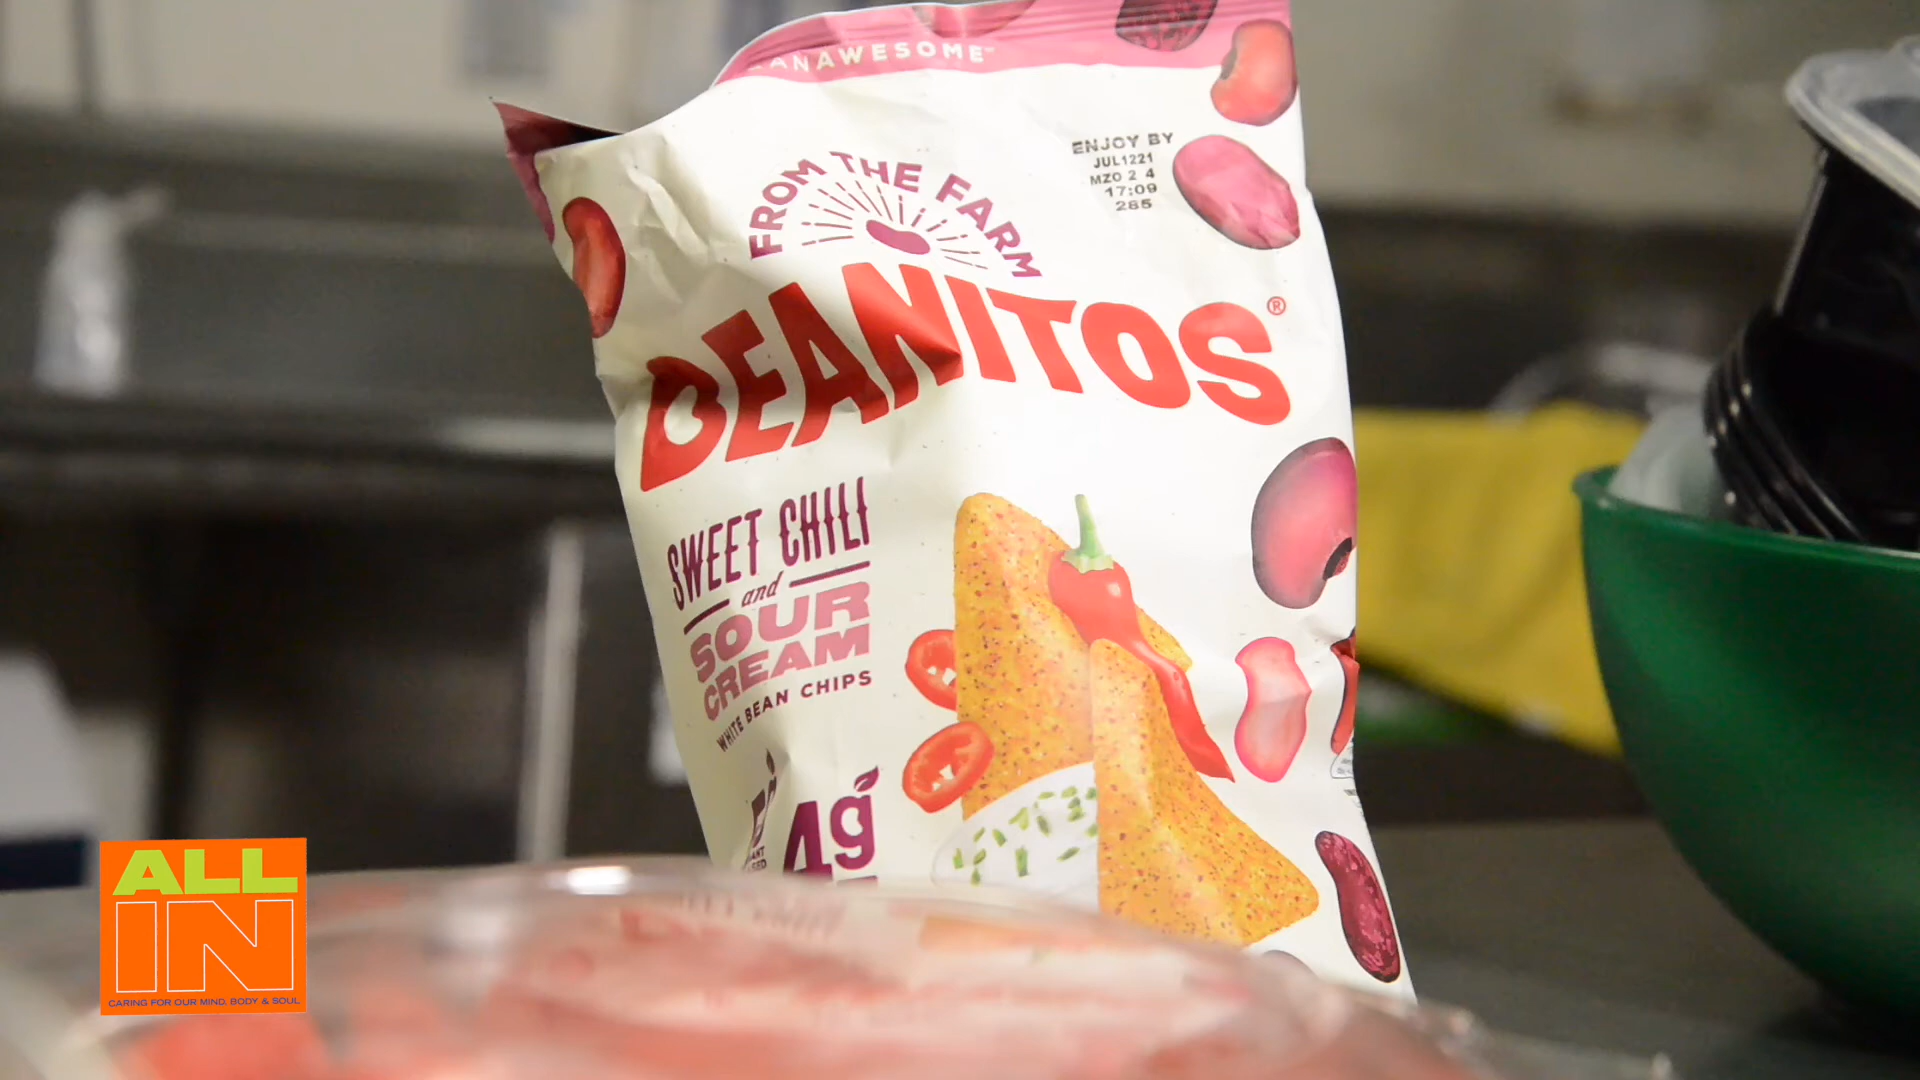 ANAWESOME™
ENJOY BY
JUL1221
MZO 2 4
17:09
285
FROM THE FARM
BEANITOS®
SWEET CHILI
and
SOUR
CREAM
WHITE BEAN CHIPS
4g
ALL
IN
CARING FOR OUR MIND, BODY & SOUL